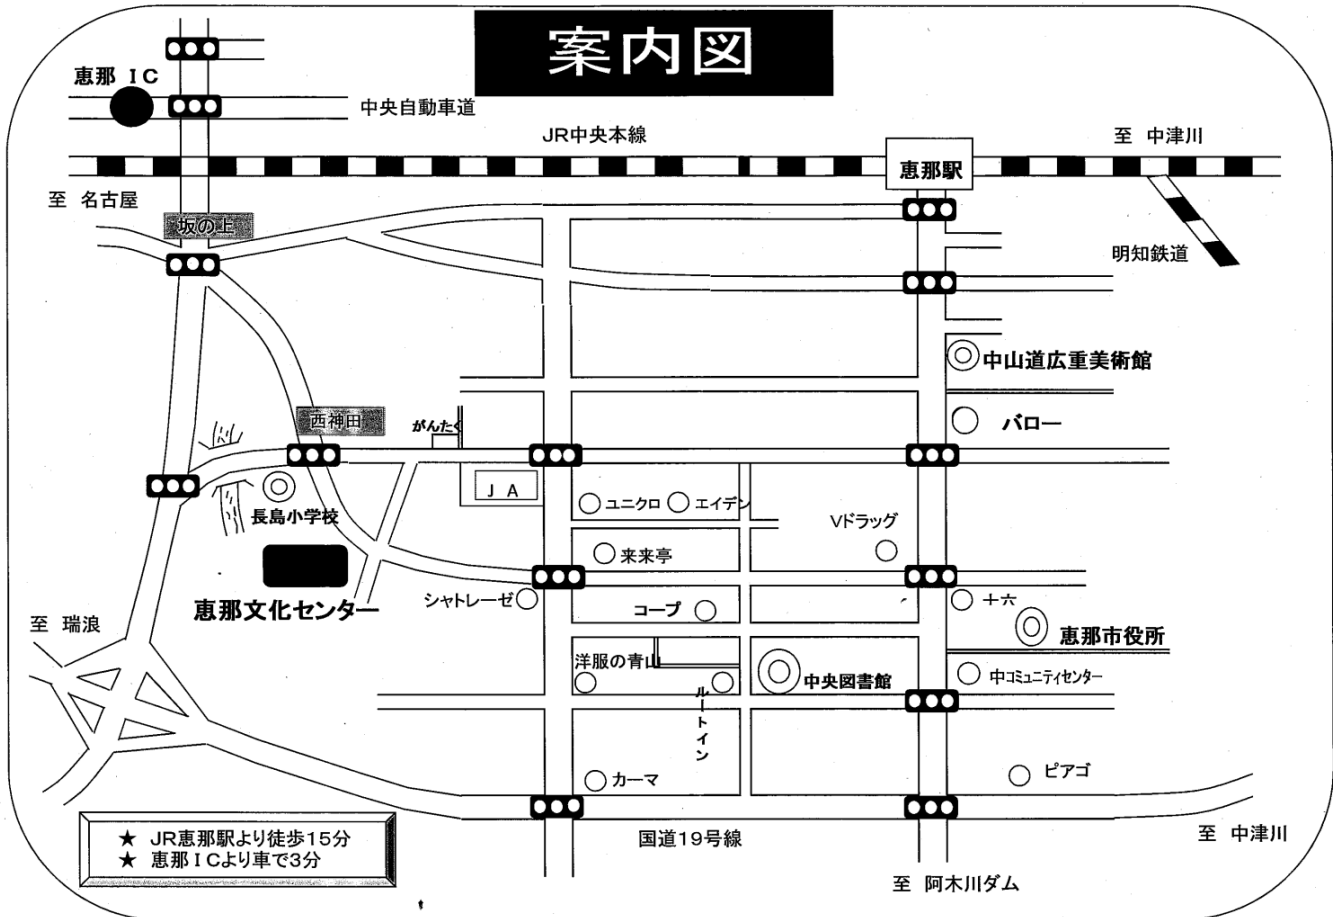 案内図
恵那 IC
中央自動車道
JR中央本線
至 中津川
恵那駅
至 名古屋
坂の上
明知鉄道
中山道広重美術館
西神田
がんたく
バロー
JA
ユニクロ
エイデン
長島小学校
Vドラッグ
来来亭
恵那文化センター
シャトレーゼ
コープ
十六
至 瑞浪
恵那市役所
洋服の青山
中央図書館
中コミュニティセンター
ルートイン
カーマ
ピアゴ
★ JR恵那駅より徒歩15分
★ 恵那ICより車で3分
国道19号線
至 中津川
至 阿木川ダム